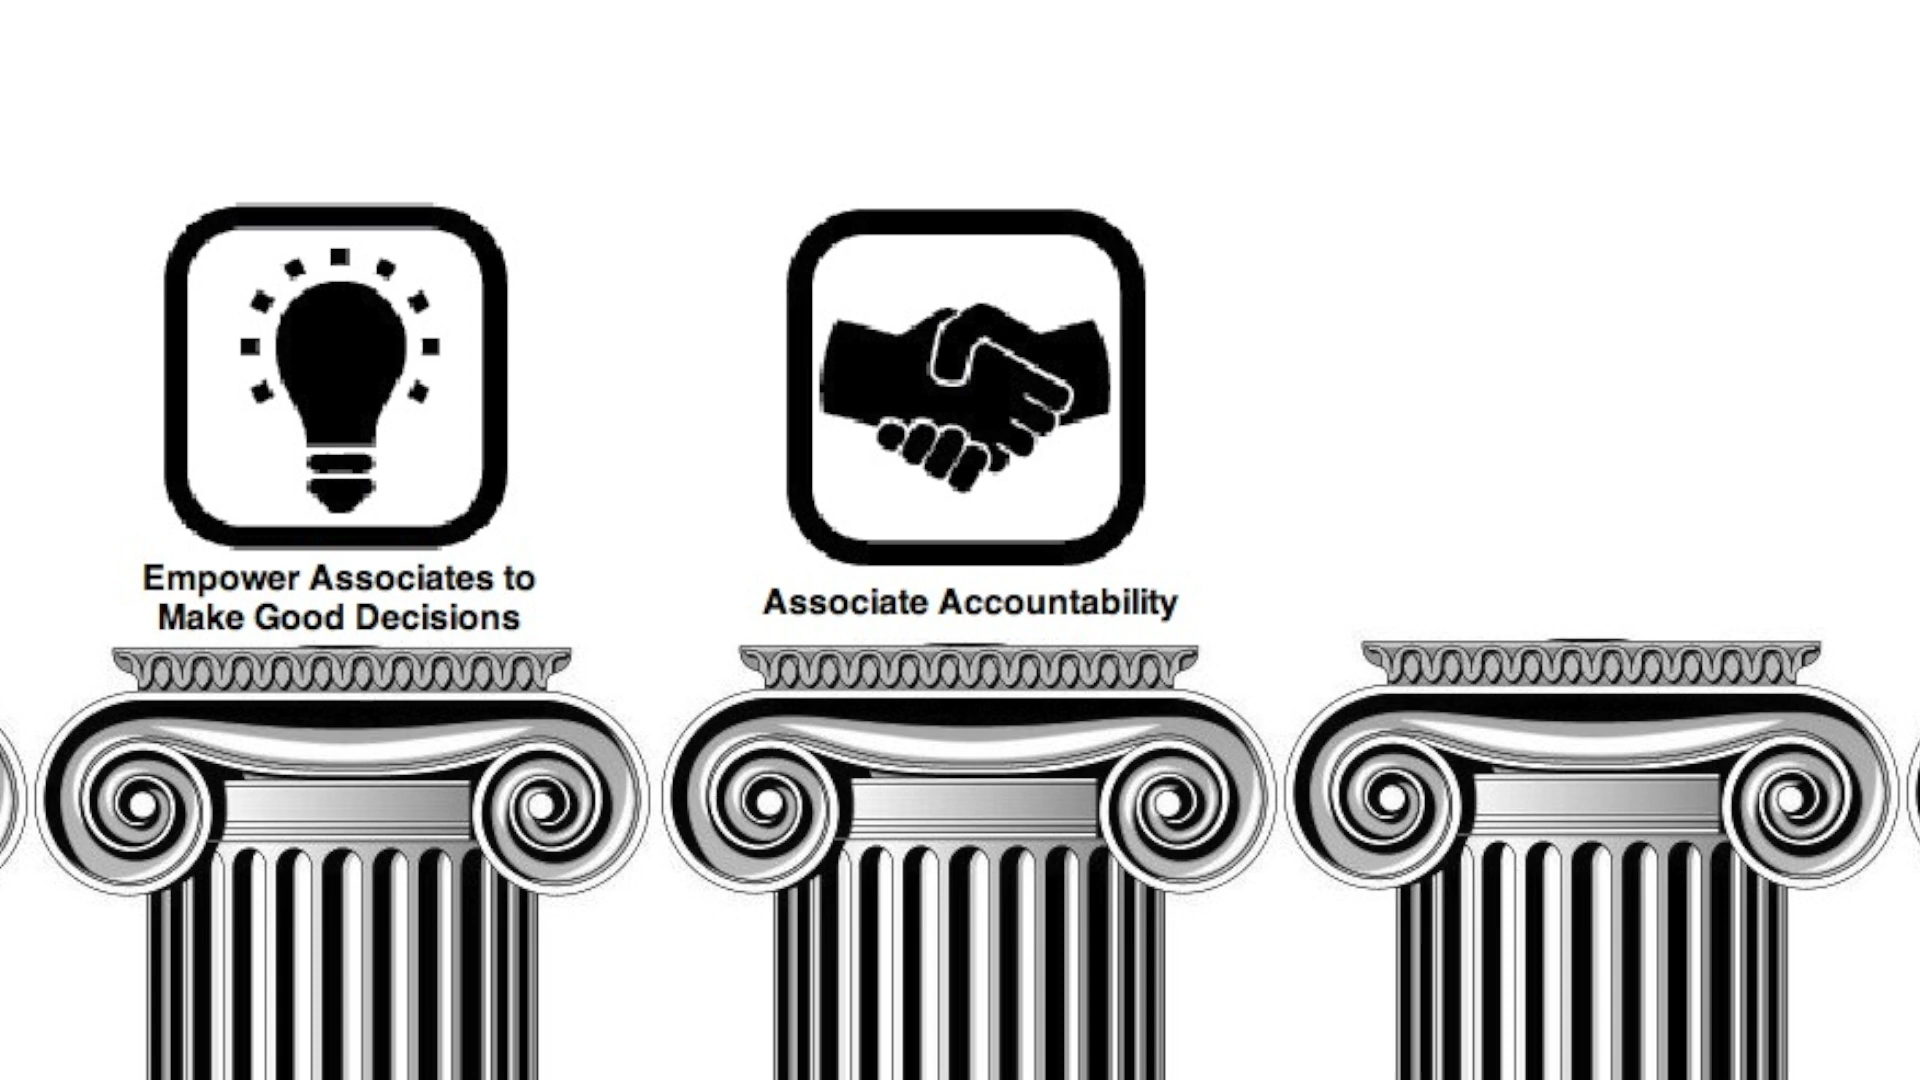 Empower Associates to
Make Good Decisions
Associate Accountability